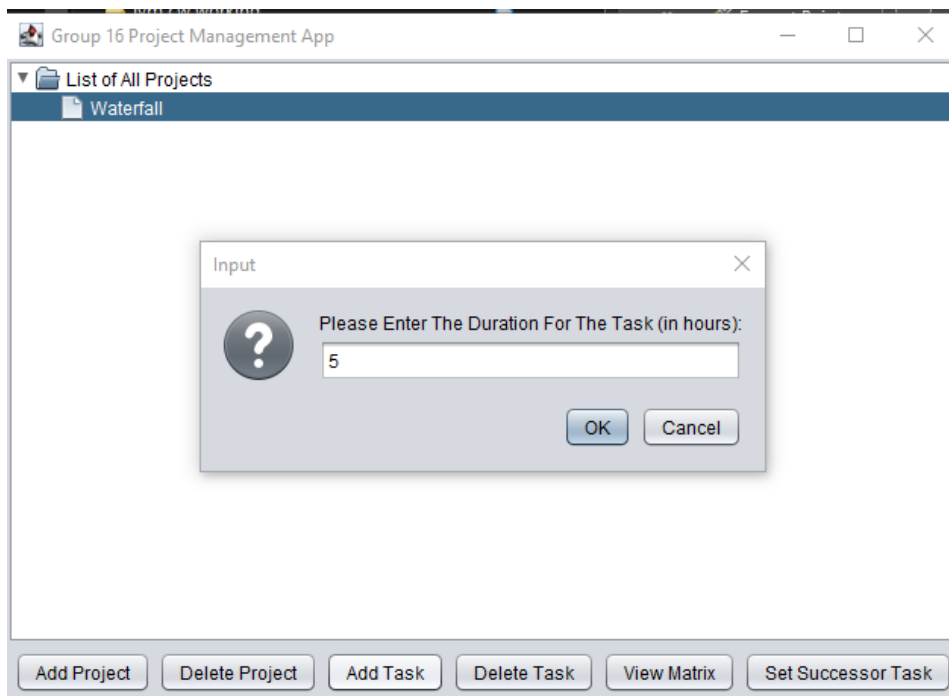 Group 16 Project Management App
List of All Projects
Waterfall
Input
Please Enter The Duration For The Task (in hours):
5
OK Cancel
Add Project Delete Project Add Task Delete Task View Matrix Set Successor Task